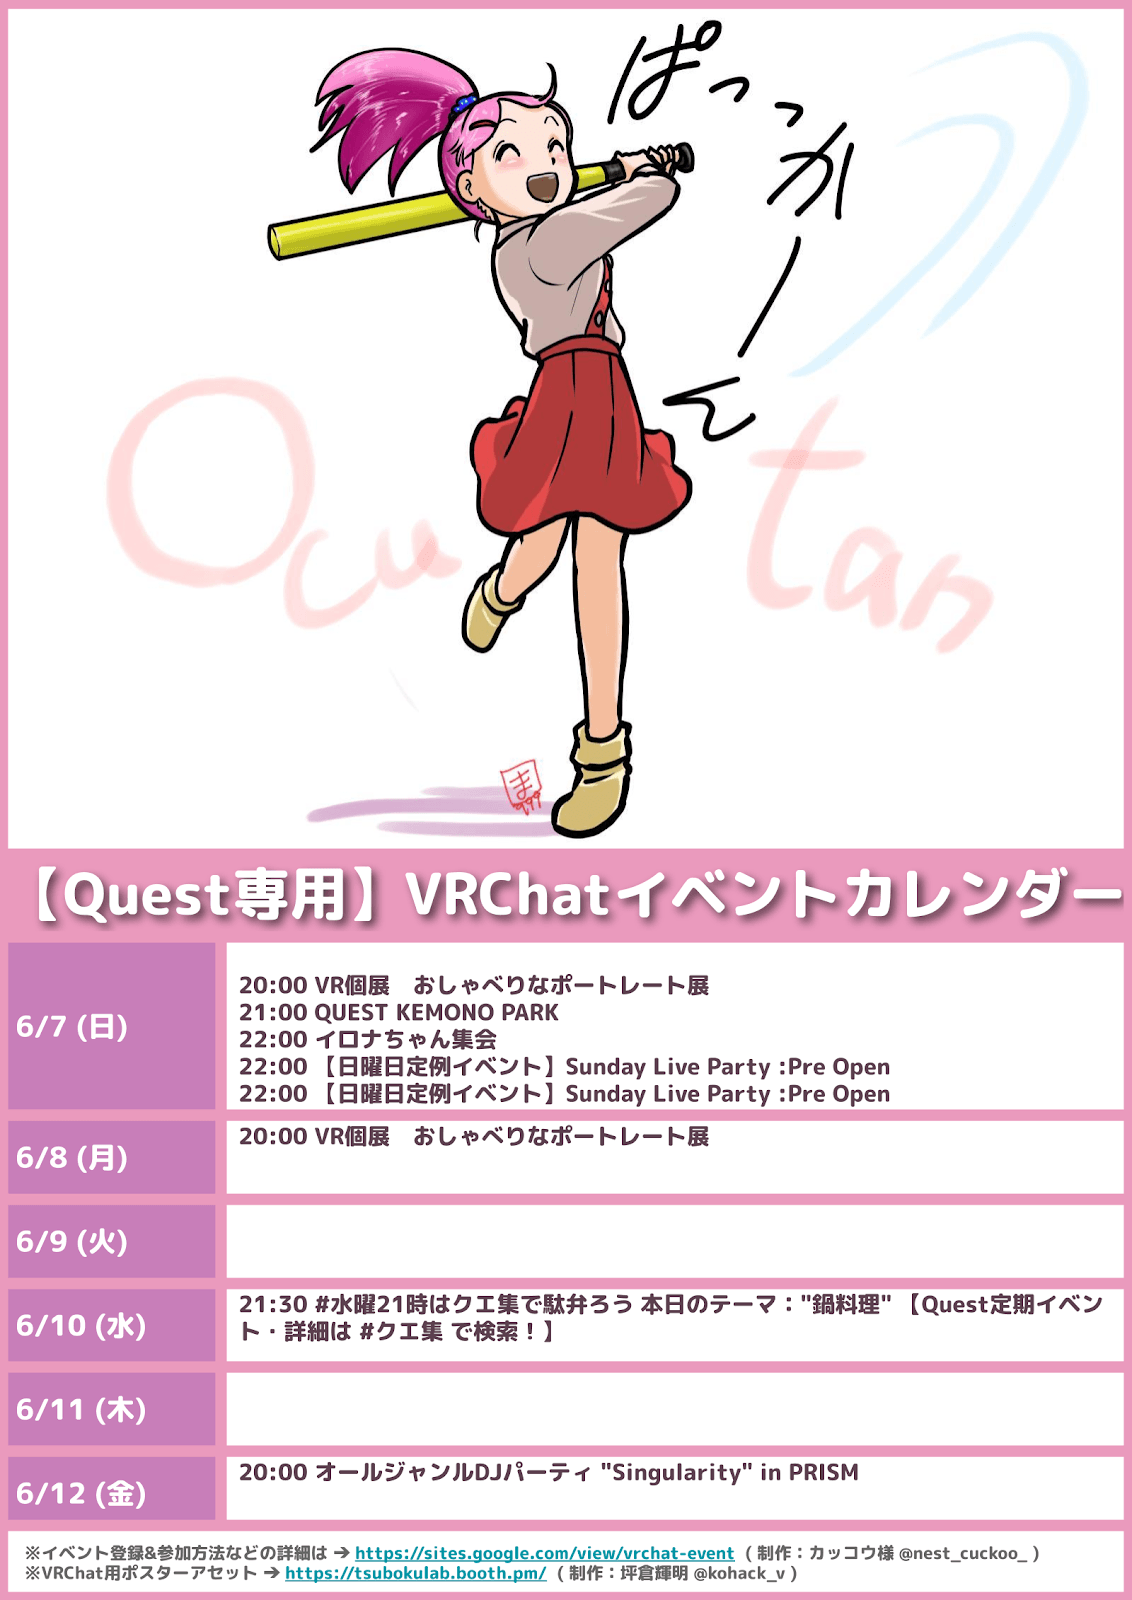 ぱっっかーん
Ocu tan
ま
【Quest専用】VRChatイベントカレンダー
6/7 (日)
20:00 VR個展　おしゃべりなポートレート展
21:00 QUEST KEMONO PARK
22:00 イロナちゃん集会
22:00 【日曜日定例イベント】Sunday Live Party :Pre Open
22:00 【日曜日定例イベント】Sunday Live Party :Pre Open
6/8 (月)
20:00 VR個展　おしゃべりなポートレート展
6/9 (火)
6/10 (水)
21:30 #水曜21時はクエ集で駄弁ろう 本日のテーマ："鍋料理" 【Quest定期イベン
ト・詳細は #クエ集 で検索！】
6/11 (木)
6/12 (金)
20:00 オールジャンルDJパーティ "Singularity" in PRISM
※イベント登録&参加方法などの詳細は ➔ https://sites.google.com/view/vrchat-event （ 制作：カッコウ様 @nest_cuckoo_ ）
※VRChat用ポスターアセット ➔ https://tsubokulab.booth.pm/ （ 制作：坪倉輝明 @kohack_v ）